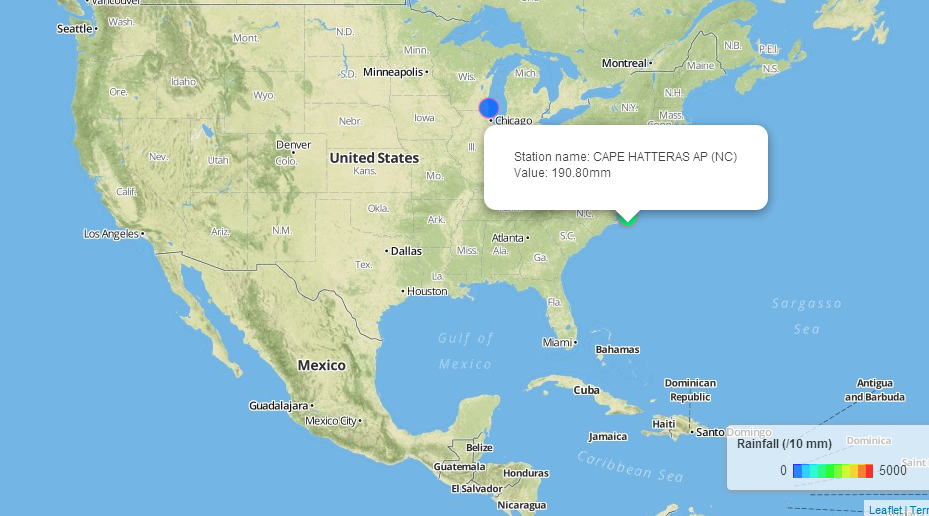 Vancouver
Seattle
Wash.
Mont.
N.D.
Minn.
Montreal
N.B.
P.E.I.
Maine
N.S.
Minneapolis
Wis.
Mich.
S.D.
Idaho
Ore.
Wyo.
N.H.
N.Y.
Mass.
Conn.
Iowa
Nebr.
Chicago
Ill.
Denver
Colo.
Nev.
Utah
United States
Kans.
Mo.
Station name: CAPE HATTERAS AP (NC)
Value: 190.80mm
Calif.
Okla.
Ark.
N.C.
Los Angeles
Ariz.
N.M.
Atlanta
S.C.
Dallas
Miss.
Ala.
Ga.
Tex.
La.
Houston
Fla.
Sargasso
Sea
Gulf of
Mexico
Miami
Bahamas
Mexico
Cuba
Dominican
Republic
Antigua
and Barbuda
Guadalajara
Mexico City
Haiti
Santo Domingo
Jamaica
Belize
Dominica
Rainfall (/10 mm)
Guatemala
Honduras
Caribbean Sea
Saint
0
5000
El Salvador
Nicaragua
Leaflet | Terr